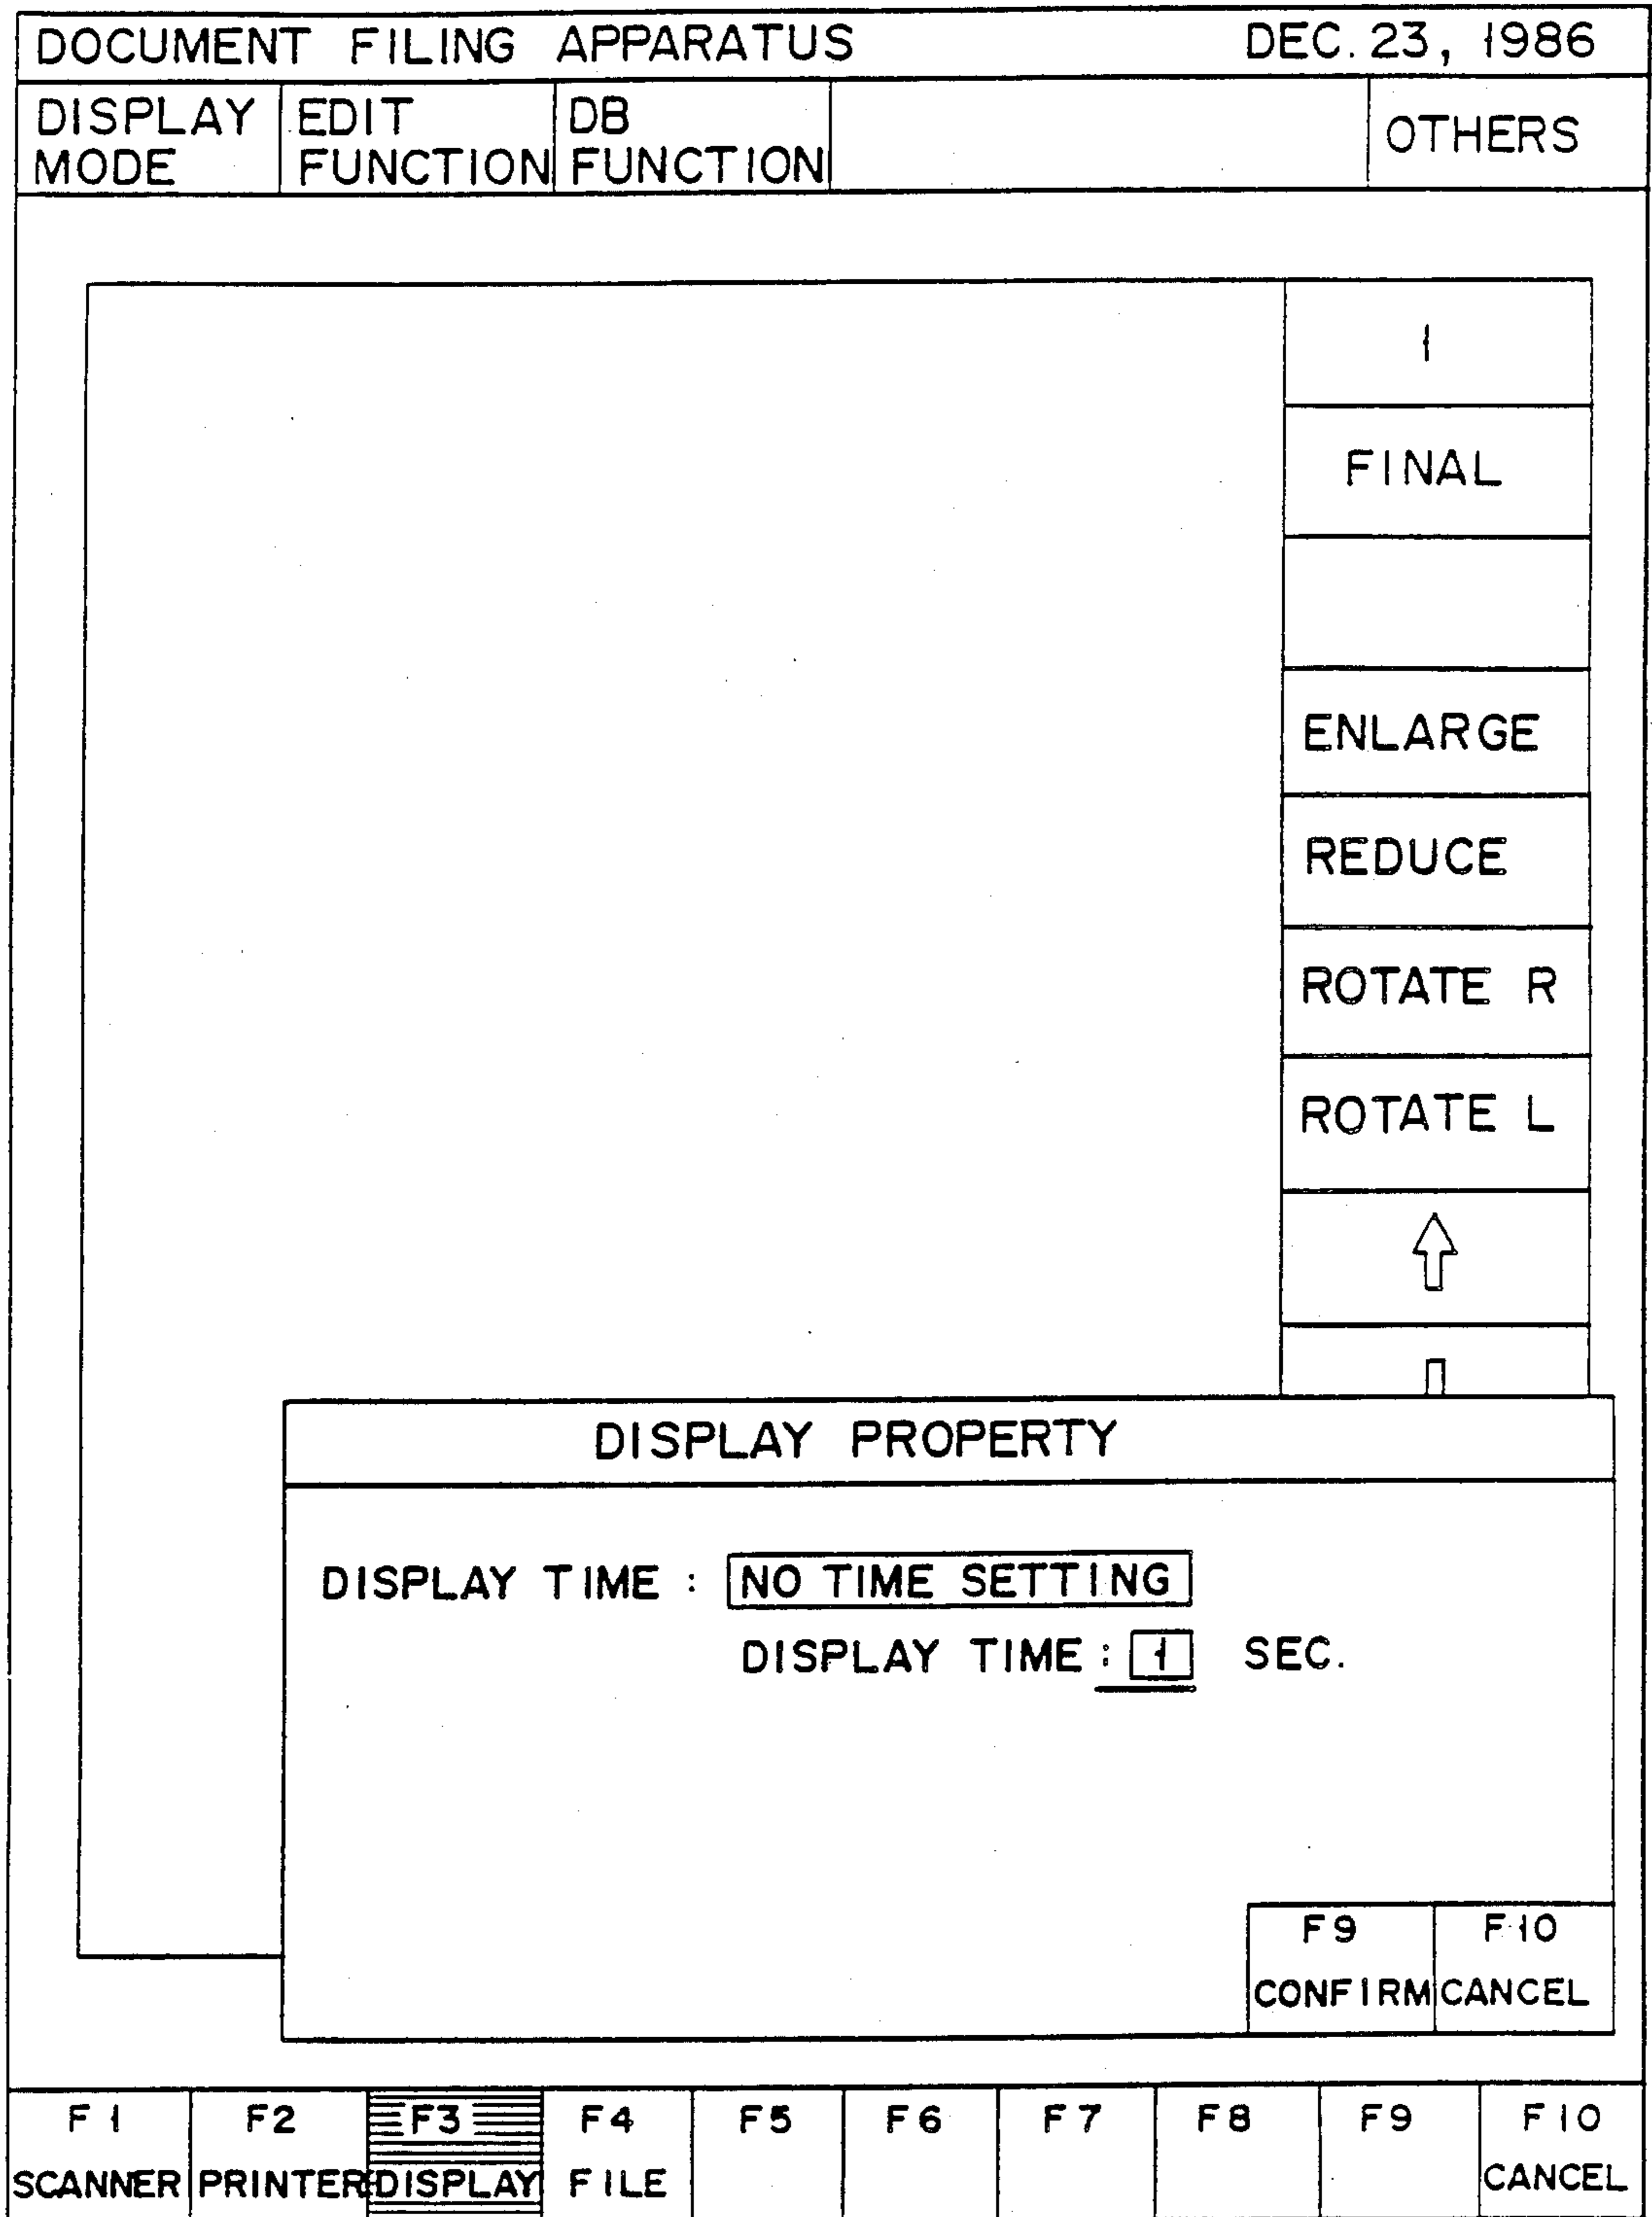 DOCUMENT FILING APPARATUS DEC. 23, 1986
DISPLAY MODE
EDIT FUNCTION
DB FUNCTION
OTHERS
1
FINAL
ENLARGE
REDUCE
ROTATE R
ROTATE L
DISPLAY PROPERTY
DISPLAY TIME : NO TIME SETTING
DISPLAY TIME : 1 SEC.
F9 F10
CONFIRM CANCEL
F1 F2 F3 F4 F5 F6 F7 F8 F9 F10
SCANNER PRINTER DISPLAY FILE CANCEL